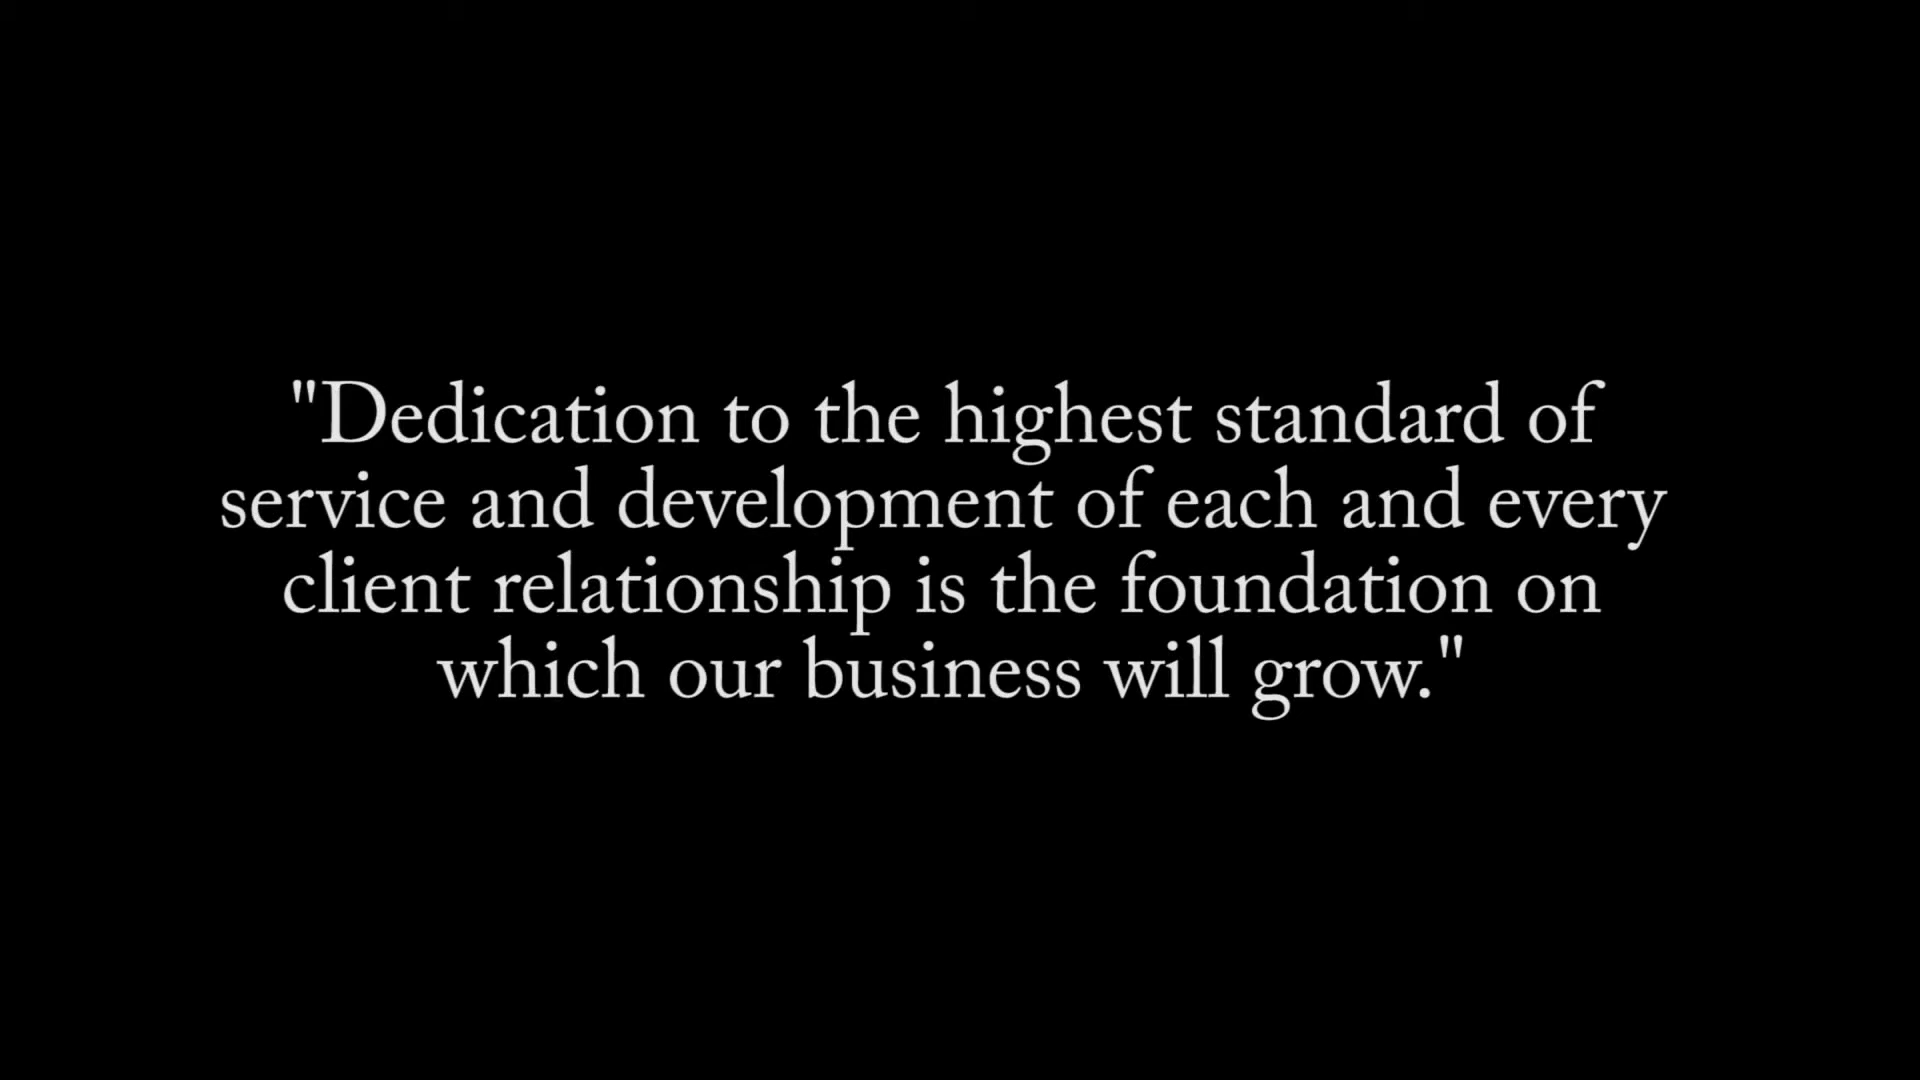 "Dedication to the highest standard of
service and development of each and every
client relationship is the foundation on
which our business will grow."